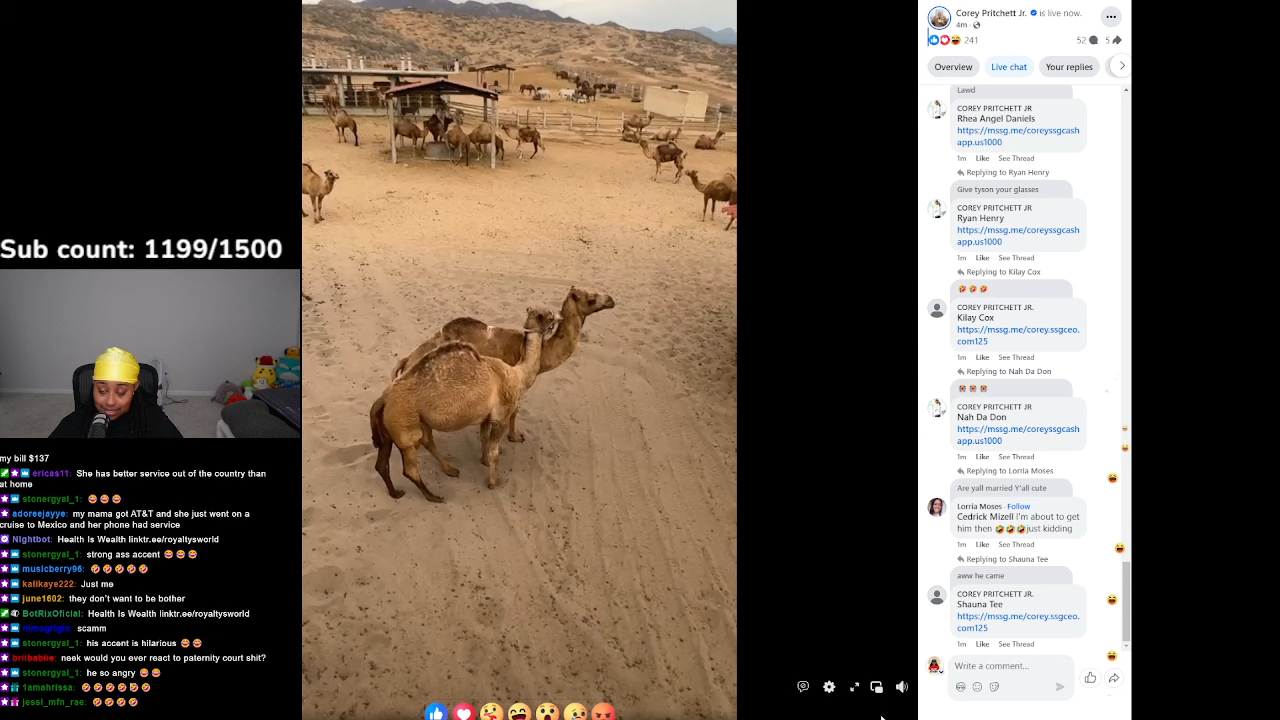 Sub count: 1199/1500
my bill $137
ericas11: She has better service out of the country than
at home
stonergyal_1:
adoreejayye: my mama got AT&T and she just went on a
cruise to Mexico and her phone had service
Nightbot: Health Is Wealth linktr.ee/royaltysworld
stonergyal_1: strong ass accent
musicberry96:
kalikaye222: Just me
june1602: they don't want to be bother
BotRixOficial: Health Is Wealth linktr.ee/royaltysworld
scamm
stonergyal_1: his accent is hilarious
briibabiie: neek would you ever react to paternity court shit?
stonergyal_1: he so angry
1amahrissa:
jessi_mfn_rae:
Corey Pritchett Jr. is live now.
4m ·
241
52
5
Overview
Live chat
Your replies
Lawd
COREY PRITCHETT JR
Rhea Angel Daniels
https://mssg.me/coreyssgcash
app.us1000
1m Like See Thread
Replying to Ryan Henry
Give tyson your glasses
COREY PRITCHETT JR
Ryan Henry
https://mssg.me/coreyssgcash
app.us1000
1m Like See Thread
Replying to Kilay Cox
🤣 🤣 🤣
COREY PRITCHETT JR.
Kilay Cox
https://mssg.me/corey.ssgceo.
com125
1m Like See Thread
Replying to Nah Da Don
COREY PRITCHETT JR
Nah Da Don
https://mssg.me/coreyssgcash
app.us1000
1m Like See Thread
Replying to Lorria Moses
Are yall married Y'all cute
Lorria Moses · Follow
Cedrick Mizell I'm about to get
him then 🤣🤣🤣just kidding
1m Like See Thread
Replying to Shauna Tee
aww he came
COREY PRITCHETT JR.
Shauna Tee
https://mssg.me/corey.ssgceo.
com125
1m Like See Thread
Write a comment...